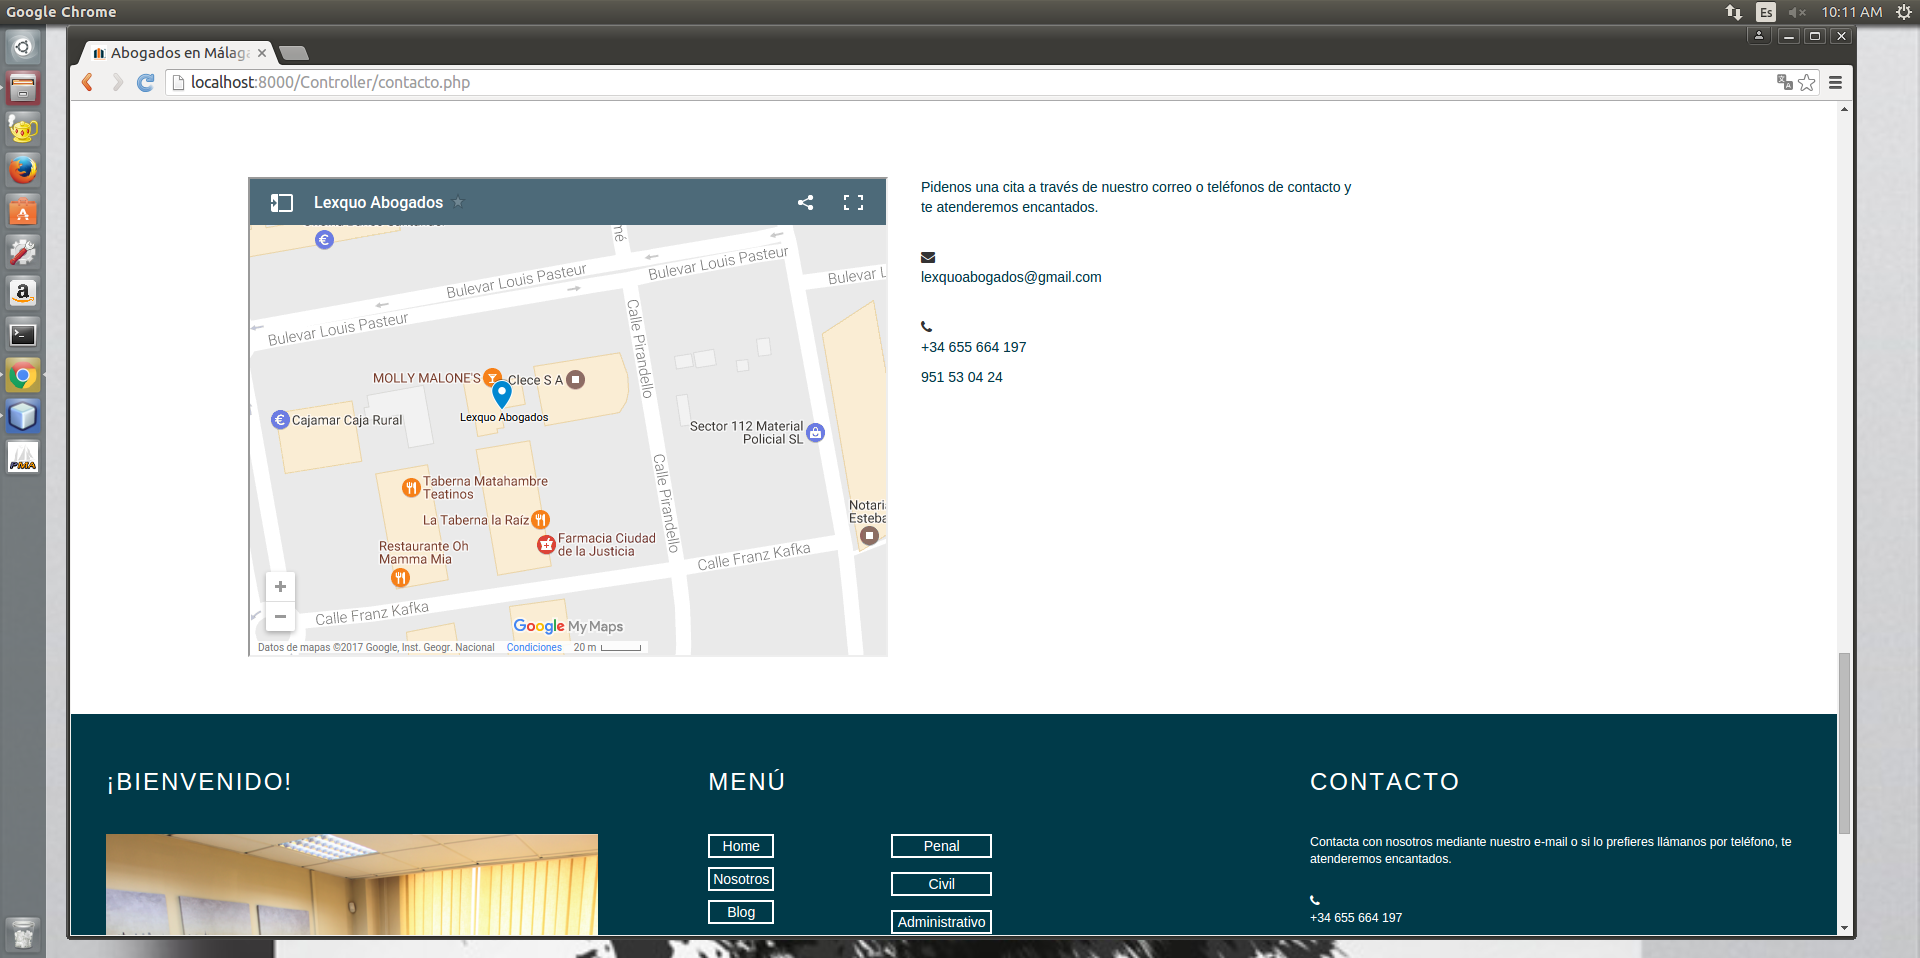 Google Chrome
Es
10:11 AM
Abogados en Málaga
localhost:8000/Controller/contacto.php
Lexquo Abogados
Bulevar Louis Pasteur
Bulevar Louis Pasteur
Bulevar L
Bulevar Louis Pasteur
Calle Pirandello
MOLLY MALONE'S
Clece S A
Lexquo Abogados
Cajamar Caja Rural
Sector 112 Material
Policial SL
Calle Pirandello
Taberna Matahambre
Teatinos
La Taberna la Raíz
Notaria
Esteba
Farmacia Ciudad
de la Justicia
Restaurante Oh
Mamma Mia
Calle Franz Kafka
Calle Franz Kafka
+
−
Google My Maps
Datos de mapas ©2017 Google, Inst. Geogr. Nacional
Condiciones
20 m
Pidenos una cita a través de nuestro correo o teléfonos de contacto y
te atenderemos encantados.
lexquoabogados@gmail.com
+34 655 664 197
951 53 04 24
¡BIENVENIDO!
MENÚ
Home
Nosotros
Blog
Penal
Civil
Administrativo
CONTACTO
Contacta con nosotros mediante nuestro e-mail o si lo prefieres llámanos por teléfono, te
atenderemos encantados.
+34 655 664 197
a
PMA